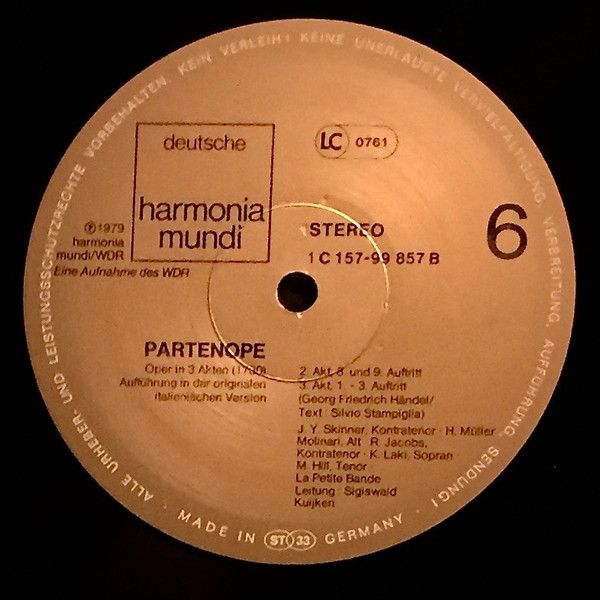 ALLE URHEBER- UND LEISTUNGSSCHUTZRECHTE VORBEHALTEN. KEIN VERLEIH! KEINE UNERLAUBTE VERVIELFÄLTIGUNG, VERBREITUNG, AUFFÜHRUNG, SENDUNG!
deutsche
harmonia
mundi
LC 0761
℗1979
harmonia
mundi/WDR
Eine Aufnahme des WDR
STEREO
1 C 157-99 857 B
6
PARTENOPE
Oper in 3 Akten (1730)
Aufführung in der originalen
italienischen Version
2. Akt, 8. und 9. Auftritt
3. Akt, 1. - 3. Auftritt
(Georg Friedrich Händel/
Text: Silvio Stampiglia)
J. Y. Skinner, Kontratenor · H. Müller
Molinari, Alt · R. Jacobs,
Kontratenor · K. Laki, Sopran
M. Hill, Tenor
La Petite Bande
Leitung: Sigiswald
Kuijken
· MADE IN ST 33 GERMANY ·